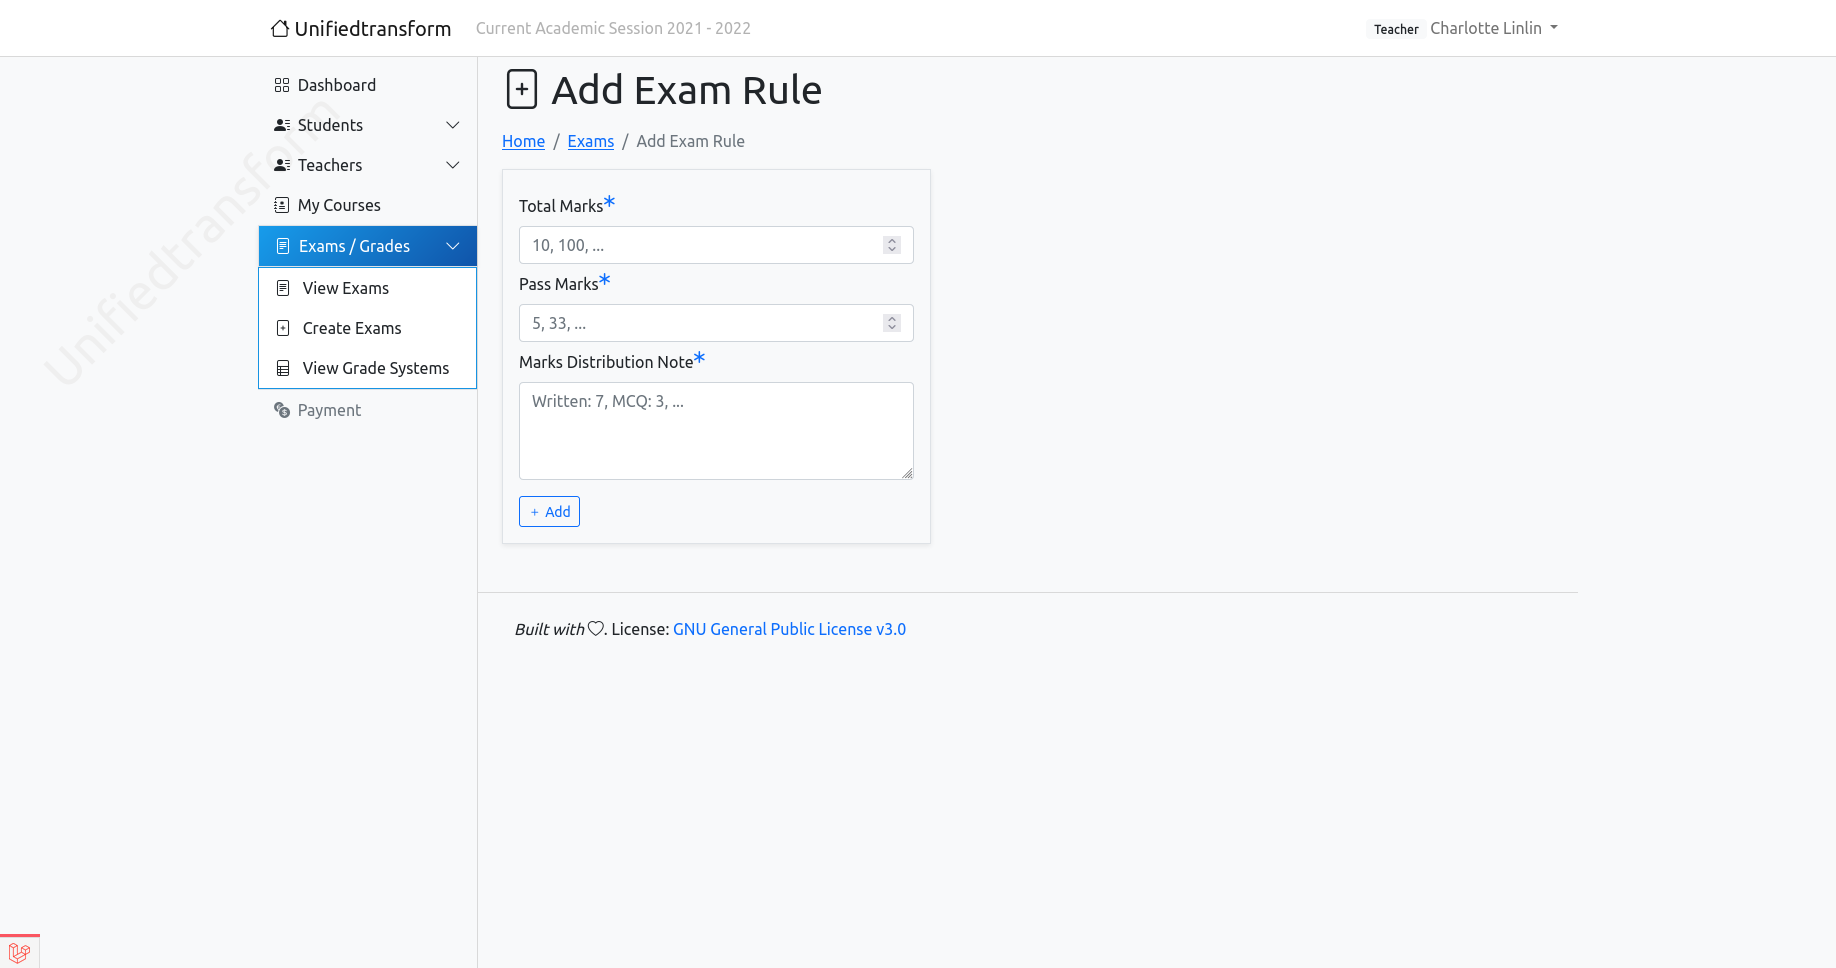 Unifiedtransform
Current Academic Session 2021 - 2022
Teacher
Charlotte Linlin
Dashboard
Students
Teachers
My Courses
Exams / Grades
View Exams
Create Exams
View Grade Systems
Payment
Unifiedtransform
Add Exam Rule
Home / Exams / Add Exam Rule
Total Marks*
10, 100, ...
Pass Marks*
5, 33, ...
Marks Distribution Note*
Written: 7, MCQ: 3, ...
+ Add
Built with ♡. License: GNU General Public License v3.0